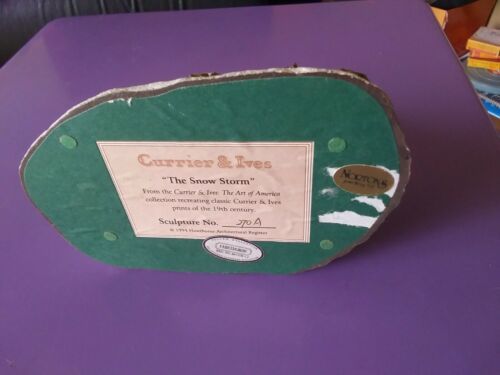 Currier & Ives
"The Snow Storm"
From the Currier & Ives: The Art of America
collection recreating classic Currier & Ives
prints of the 19th century.
Sculpture No. 270A
© 1994 Hawthorne Architectural Register
NORTON'S